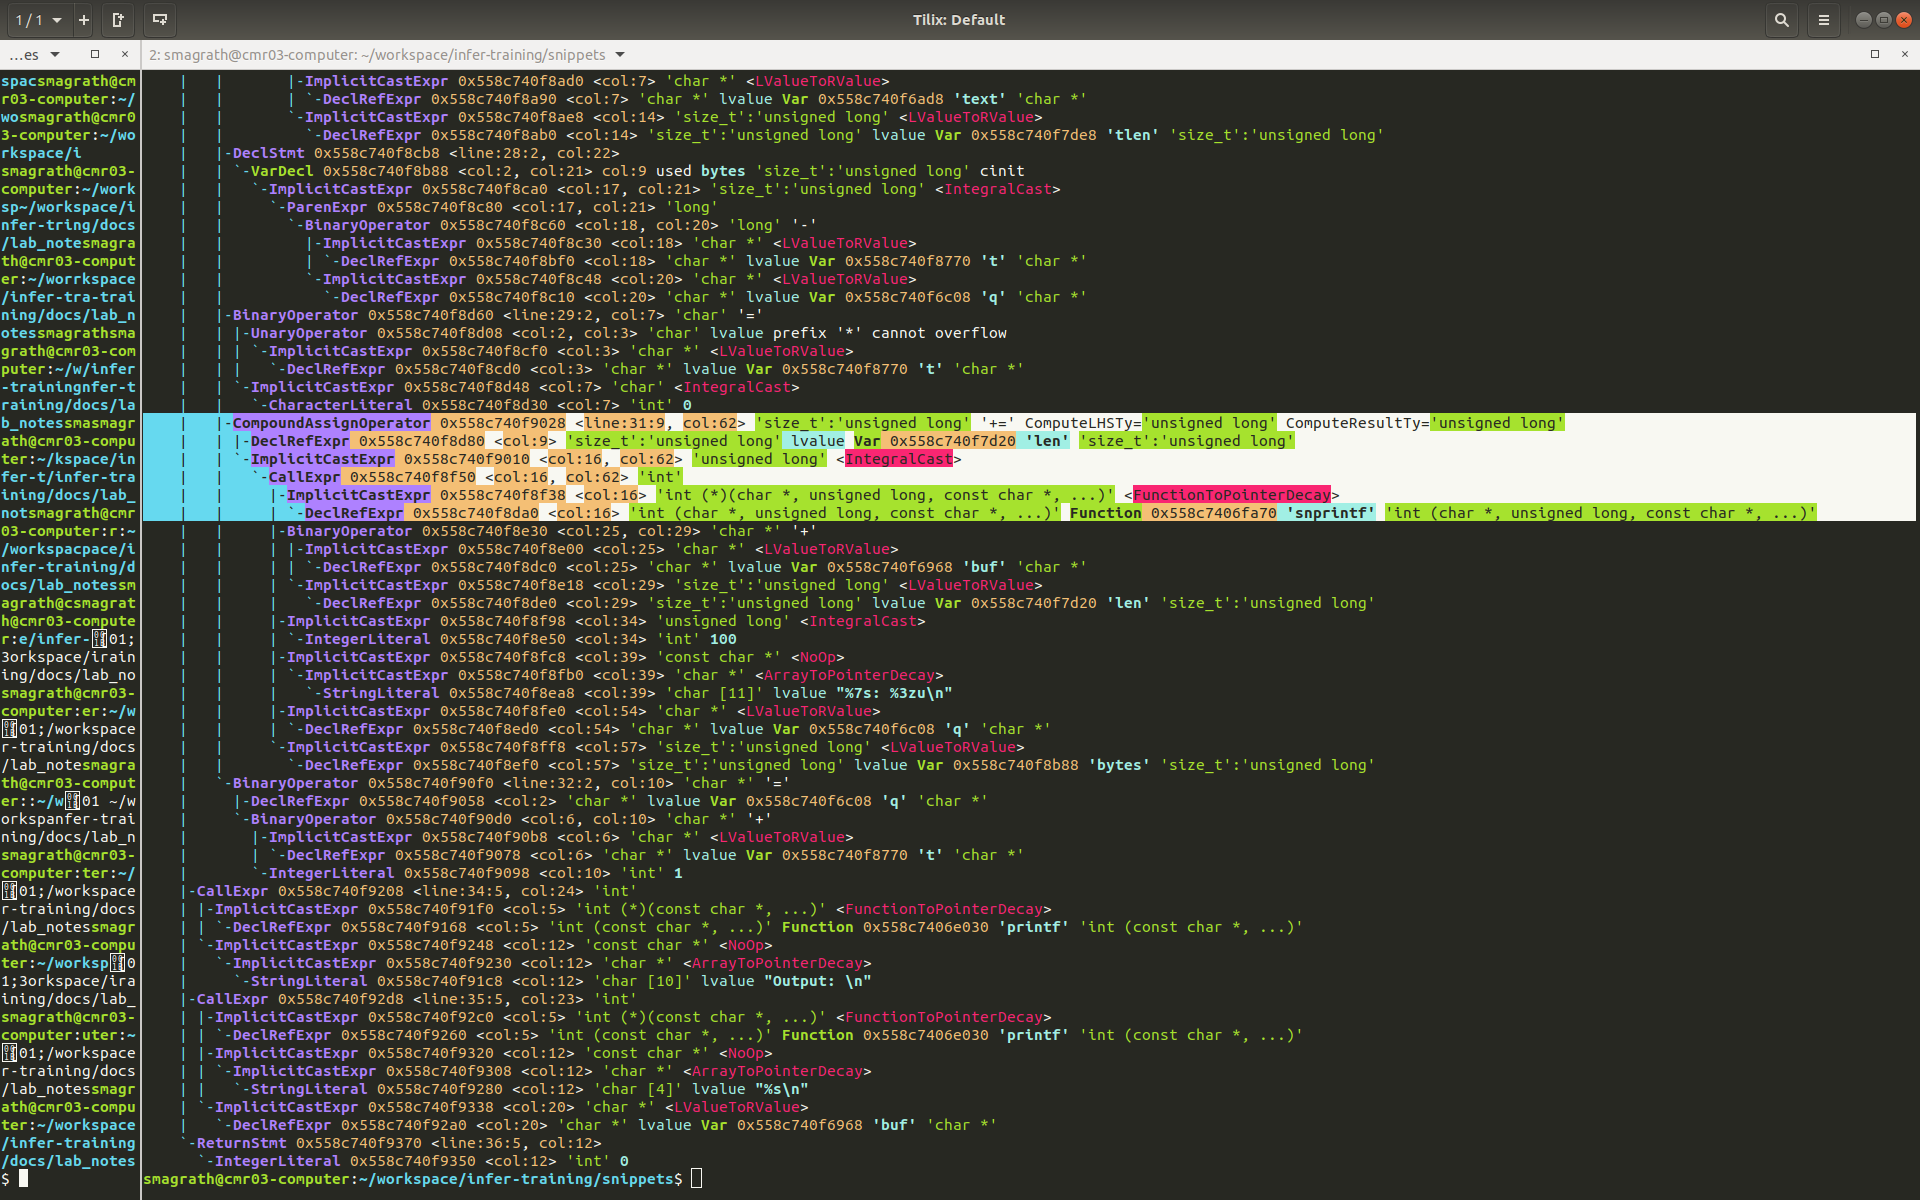 1 / 1
Tilix: Default
...es
2: smagrath@cmr03-computer: ~/workspace/infer-training/snippets
spacsmagrath@cm
r03-computer:~/
wosmagrath@cmr0
3-computer:~/wo
rkspace/i
smagrath@cmr03-
computer:~/work
sp~/workspace/i
nfer-tring/docs
/lab_notesmagra
th@cmr03-comput
er:~/worrkspace
/infer-tra-trai
ning/docs/lab_n
otessmagrathsma
grath@cmr03-com
puter:~/w/infer
-trainingnfer-t
raining/docs/la
b_notessmasmagr
ath@cmr03-compu
ter:~/kspace/in
fer-t/infer-tra
ining/docs/lab_
notsmagrath@cmr
03-computer:r:~
/workspacpace/i
nfer-training/d
ocs/lab_notessm
agrath@csmagrat
h@cmr03-compute
r:e/infer-01;
3orkspace/irain
ing/docs/lab_no
smagrath@cmr03-
computer:er:~/w
01;/workspace
r-training/docs
/lab_notesmagra
th@cmr03-comput
er::~/w01 ~/w
orkspanfer-trai
ning/docs/lab_n
smagrath@cmr03-
computer:ter:~/
01;/workspace
r-training/docs
/lab_notessmagr
ath@cmr03-compu
ter:~/worksp0
1;3orkspace/ira
ining/docs/lab_
smagrath@cmr03-
computer:uter:~
01;/workspace
r-training/docs
/lab_notessmagr
ath@cmr03-compu
ter:~/workspace
/infer-training
/docs/lab_notes
$
|   |       |-ImplicitCastExpr 0x558c740f8ad0 <col:7> 'char *' <LValueToRValue>
|   |       | `-DeclRefExpr 0x558c740f8a90 <col:7> 'char *' lvalue Var 0x558c740f6ad8 'text' 'char *'
|   |       `-ImplicitCastExpr 0x558c740f8ae8 <col:14> 'size_t':'unsigned long' <LValueToRValue>
|   |         `-DeclRefExpr 0x558c740f8ab0 <col:14> 'size_t':'unsigned long' lvalue Var 0x558c740f7de8 'tlen' 'size_t':'unsigned long'
|   |-DeclStmt 0x558c740f8cb8 <line:28:2, col:22>
|   | `-VarDecl 0x558c740f8b88 <col:2, col:21> col:9 used bytes 'size_t':'unsigned long' cinit
|   |   `-ImplicitCastExpr 0x558c740f8ca0 <col:17, col:21> 'size_t':'unsigned long' <IntegralCast>
|   |     `-ParenExpr 0x558c740f8c80 <col:17, col:21> 'long'
|   |       `-BinaryOperator 0x558c740f8c60 <col:18, col:20> 'long' '-'
|   |         |-ImplicitCastExpr 0x558c740f8c30 <col:18> 'char *' <LValueToRValue>
|   |         | `-DeclRefExpr 0x558c740f8bf0 <col:18> 'char *' lvalue Var 0x558c740f8770 't' 'char *'
|   |         `-ImplicitCastExpr 0x558c740f8c48 <col:20> 'char *' <LValueToRValue>
|   |           `-DeclRefExpr 0x558c740f8c10 <col:20> 'char *' lvalue Var 0x558c740f6c08 'q' 'char *'
|   |-BinaryOperator 0x558c740f8d60 <line:29:2, col:7> 'char' '='
|   | |-UnaryOperator 0x558c740f8d08 <col:2, col:3> 'char' lvalue prefix '*' cannot overflow
|   | | `-ImplicitCastExpr 0x558c740f8cf0 <col:3> 'char *' <LValueToRValue>
|   | |   `-DeclRefExpr 0x558c740f8cd0 <col:3> 'char *' lvalue Var 0x558c740f8770 't' 'char *'
|   | `-ImplicitCastExpr 0x558c740f8d48 <col:7> 'char' <IntegralCast>
|   |   `-CharacterLiteral 0x558c740f8d30 <col:7> 'int' 0
|   |-CompoundAssignOperator 0x558c740f9028 <line:31:9, col:62> 'size_t':'unsigned long' '+=' ComputeLHSTy='unsigned long' ComputeResultTy='unsigned long'
|   | |-DeclRefExpr 0x558c740f8d80 <col:9> 'size_t':'unsigned long' lvalue Var 0x558c740f7d20 'len' 'size_t':'unsigned long'
|   | `-ImplicitCastExpr 0x558c740f9010 <col:16, col:62> 'unsigned long' <IntegralCast>
|   |   `-CallExpr 0x558c740f8f50 <col:16, col:62> 'int'
|   |     |-ImplicitCastExpr 0x558c740f8f38 <col:16> 'int (*)(char *, unsigned long, const char *, ...)' <FunctionToPointerDecay>
|   |     | `-DeclRefExpr 0x558c740f8da0 <col:16> 'int (char *, unsigned long, const char *, ...)' Function 0x558c7406fa70 'snprintf' 'int (char *, unsigned long, const char *, ...)'
|   |     |-BinaryOperator 0x558c740f8e30 <col:25, col:29> 'char *' '+'
|   |     | |-ImplicitCastExpr 0x558c740f8e00 <col:25> 'char *' <LValueToRValue>
|   |     | | `-DeclRefExpr 0x558c740f8dc0 <col:25> 'char *' lvalue Var 0x558c740f6968 'buf' 'char *'
|   |     | `-ImplicitCastExpr 0x558c740f8e18 <col:29> 'size_t':'unsigned long' <LValueToRValue>
|   |     |   `-DeclRefExpr 0x558c740f8de0 <col:29> 'size_t':'unsigned long' lvalue Var 0x558c740f7d20 'len' 'size_t':'unsigned long'
|   |     |-ImplicitCastExpr 0x558c740f8f98 <col:34> 'unsigned long' <IntegralCast>
|   |     | `-IntegerLiteral 0x558c740f8e50 <col:34> 'int' 100
|   |     |-ImplicitCastExpr 0x558c740f8fc8 <col:39> 'const char *' <NoOp>
|   |     | `-ImplicitCastExpr 0x558c740f8fb0 <col:39> 'char *' <ArrayToPointerDecay>
|   |     |   `-StringLiteral 0x558c740f8ea8 <col:39> 'char [11]' lvalue "%7s: %3zu\n"
|   |     |-ImplicitCastExpr 0x558c740f8fe0 <col:54> 'char *' <LValueToRValue>
|   |     | `-DeclRefExpr 0x558c740f8ed0 <col:54> 'char *' lvalue Var 0x558c740f6c08 'q' 'char *'
|   |     `-ImplicitCastExpr 0x558c740f8ff8 <col:57> 'size_t':'unsigned long' <LValueToRValue>
|   |       `-DeclRefExpr 0x558c740f8ef0 <col:57> 'size_t':'unsigned long' lvalue Var 0x558c740f8b88 'bytes' 'size_t':'unsigned long'
|   `-BinaryOperator 0x558c740f90f0 <line:32:2, col:10> 'char *' '='
|     |-DeclRefExpr 0x558c740f9058 <col:2> 'char *' lvalue Var 0x558c740f6c08 'q' 'char *'
|     `-BinaryOperator 0x558c740f90d0 <col:6, col:10> 'char *' '+'
|       |-ImplicitCastExpr 0x558c740f90b8 <col:6> 'char *' <LValueToRValue>
|       | `-DeclRefExpr 0x558c740f9078 <col:6> 'char *' lvalue Var 0x558c740f8770 't' 'char *'
|       `-IntegerLiteral 0x558c740f9098 <col:10> 'int' 1
|-CallExpr 0x558c740f9208 <line:34:5, col:24> 'int'
| |-ImplicitCastExpr 0x558c740f91f0 <col:5> 'int (*)(const char *, ...)' <FunctionToPointerDecay>
| | `-DeclRefExpr 0x558c740f9168 <col:5> 'int (const char *, ...)' Function 0x558c7406e030 'printf' 'int (const char *, ...)'
| `-ImplicitCastExpr 0x558c740f9248 <col:12> 'const char *' <NoOp>
|   `-ImplicitCastExpr 0x558c740f9230 <col:12> 'char *' <ArrayToPointerDecay>
|     `-StringLiteral 0x558c740f91c8 <col:12> 'char [10]' lvalue "Output: \n"
|-CallExpr 0x558c740f92d8 <line:35:5, col:23> 'int'
| |-ImplicitCastExpr 0x558c740f92c0 <col:5> 'int (*)(const char *, ...)' <FunctionToPointerDecay>
| | `-DeclRefExpr 0x558c740f9260 <col:5> 'int (const char *, ...)' Function 0x558c7406e030 'printf' 'int (const char *, ...)'
| |-ImplicitCastExpr 0x558c740f9320 <col:12> 'const char *' <NoOp>
| | `-ImplicitCastExpr 0x558c740f9308 <col:12> 'char *' <ArrayToPointerDecay>
| |   `-StringLiteral 0x558c740f9280 <col:12> 'char [4]' lvalue "%s\n"
| `-ImplicitCastExpr 0x558c740f9338 <col:20> 'char *' <LValueToRValue>
|   `-DeclRefExpr 0x558c740f92a0 <col:20> 'char *' lvalue Var 0x558c740f6968 'buf' 'char *'
`-ReturnStmt 0x558c740f9370 <line:36:5, col:12>
  `-IntegerLiteral 0x558c740f9350 <col:12> 'int' 0
smagrath@cmr03-computer:~/workspace/infer-training/snippets$